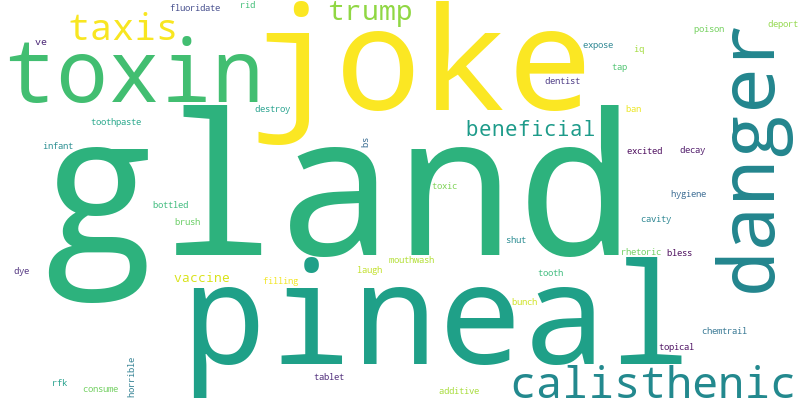 fluoridate rid trump deport
taxis joke poison
ve toxin expose iq danger
tap
dentist
destroy ban
toothpaste beneficial
infant bs excited decay
gland
toxic hygiene
bottled
brush cavity
shut rhetoric bless
mouthwash
dye vaccine filling laugh tooth
pineal
bunch
chemtrail
topical
rfk consume horrible tablet additive calisthenic